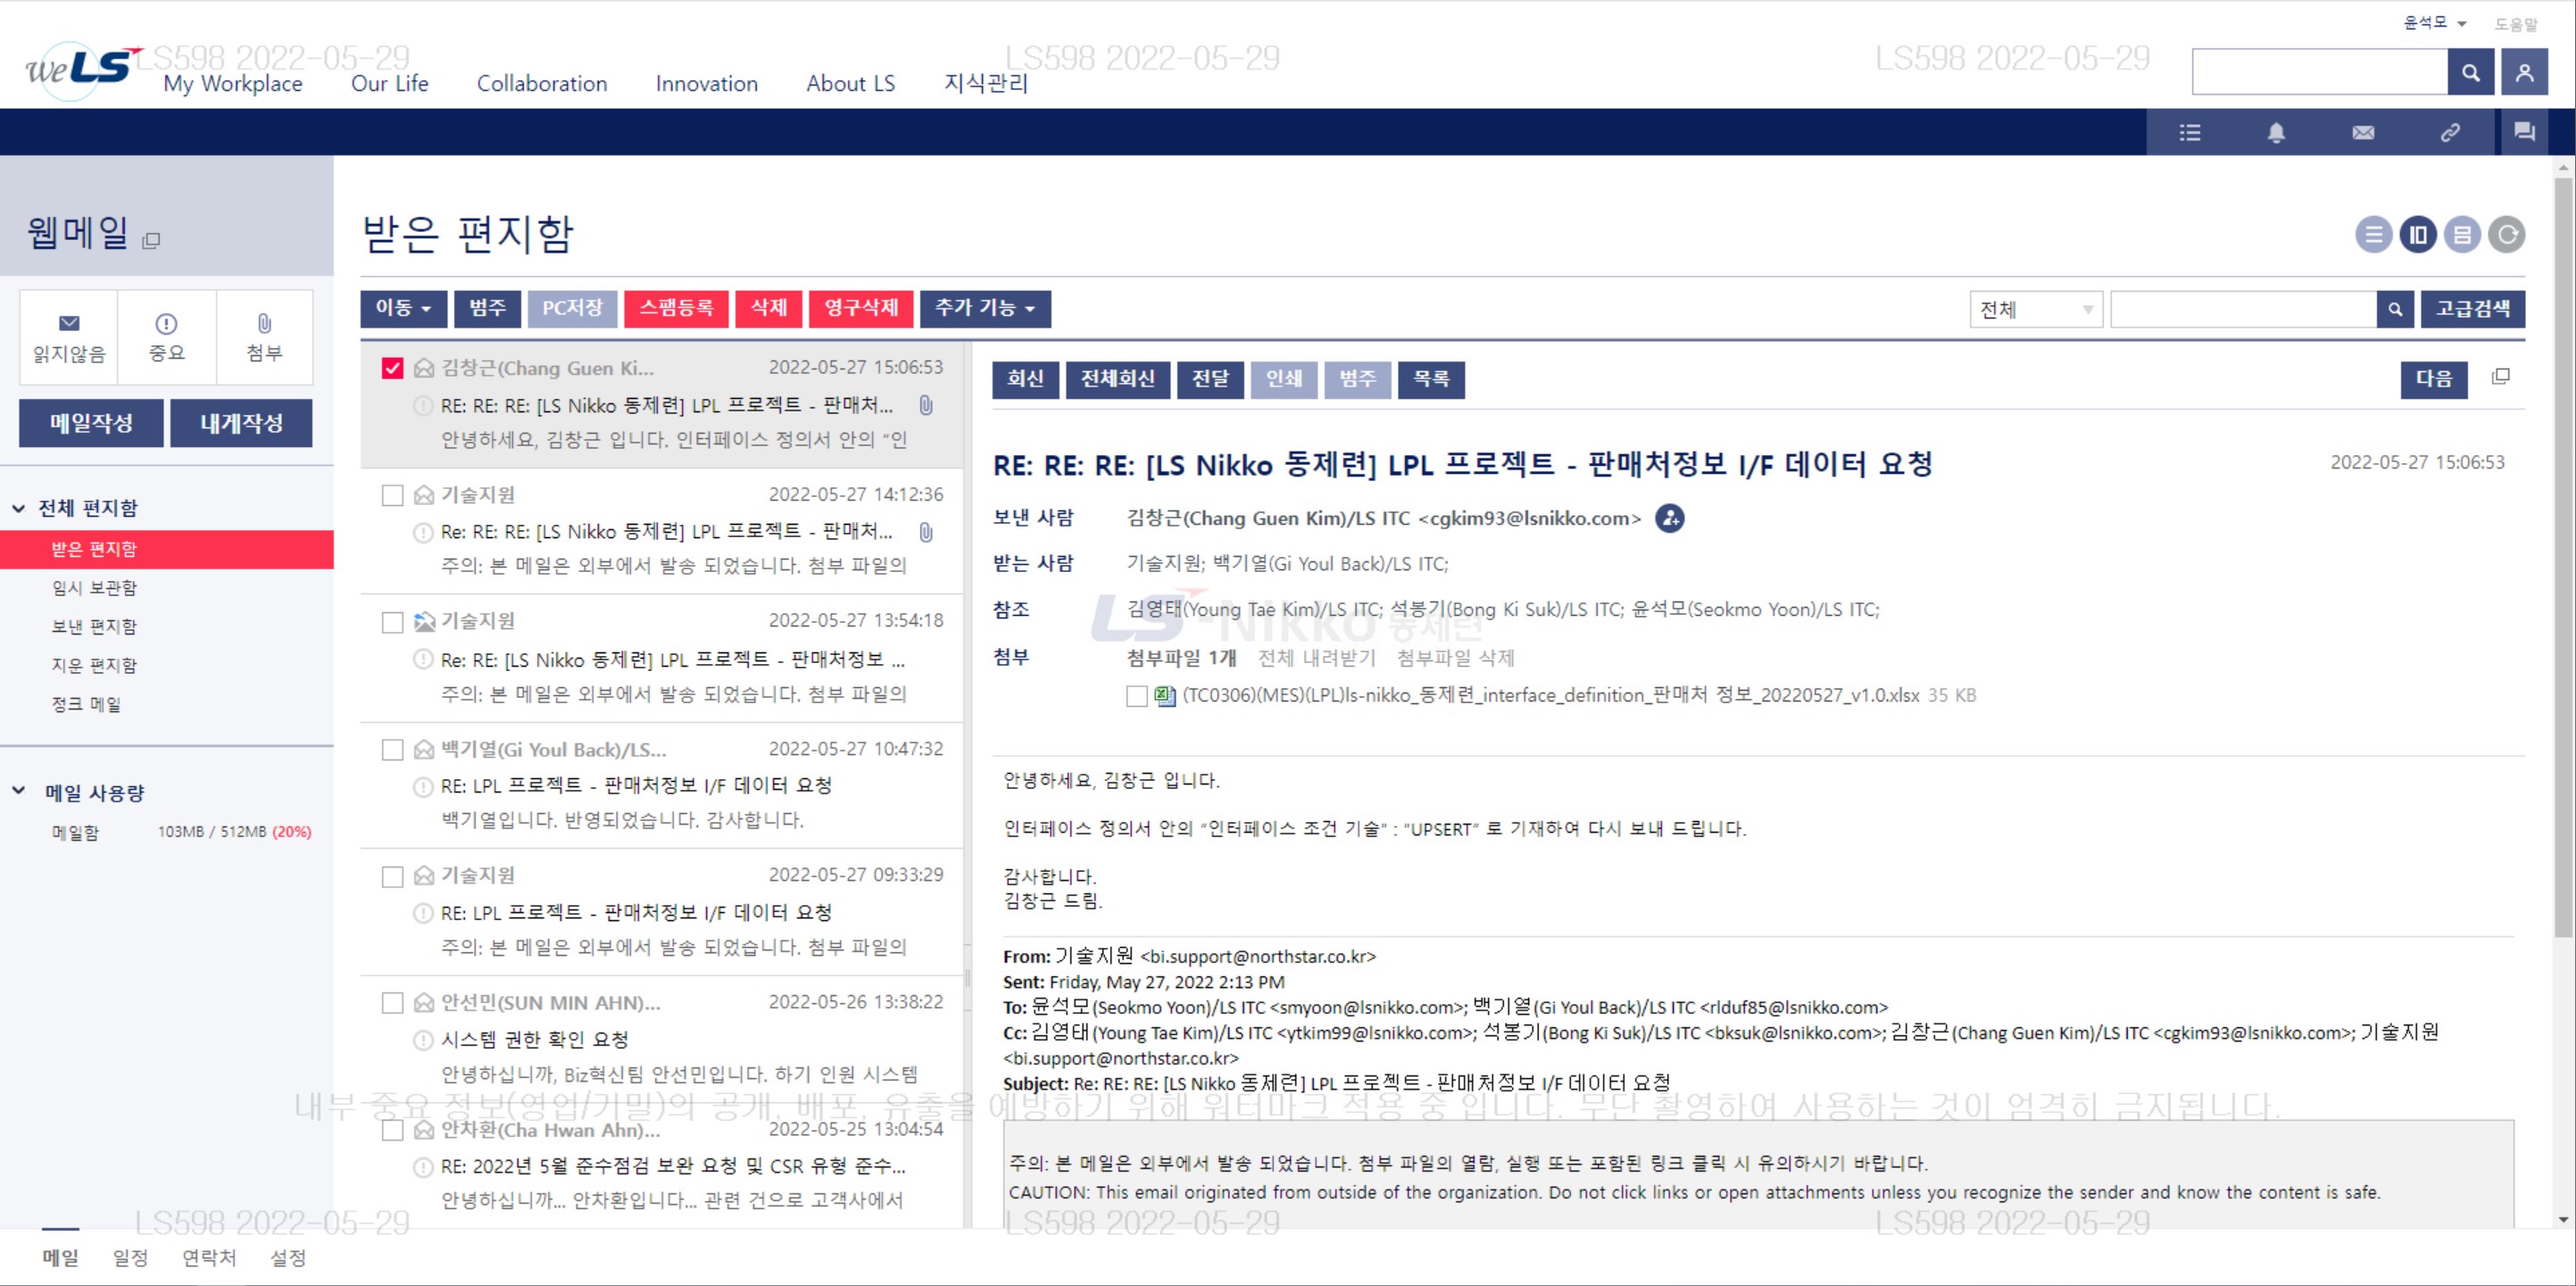 윤석모 도움말
LS598 2022-05-29 LS598 2022-05-29 LS598 2022-05-29
weLS My Workplace Our Life Collaboration Innovation About LS 지식관리
웹메일
읽지않음 중요 첨부
메일작성 내게작성
전체 편지함
받은 편지함
임시 보관함
보낸 편지함
지운 편지함
정크 메일
메일 사용량
메일함 103MB / 512MB (20%)
받은 편지함
이동 범주 PC저장 스팸등록 삭제 영구삭제 추가 기능 전체 고급검색
김창근(Chang Guen Ki... 2022-05-27 15:06:53
RE: RE: RE: [LS Nikko 동제련] LPL 프로젝트 - 판매처...
안녕하세요, 김창근 입니다. 인터페이스 정의서 안의 “인
기술지원 2022-05-27 14:12:36
Re: RE: RE: [LS Nikko 동제련] LPL 프로젝트 - 판매처...
주의: 본 메일은 외부에서 발송 되었습니다. 첨부 파일의
기술지원 2022-05-27 13:54:18
Re: RE: [LS Nikko 동제련] LPL 프로젝트 - 판매처정보 ...
주의: 본 메일은 외부에서 발송 되었습니다. 첨부 파일의
백기열(Gi Youl Back)/LS... 2022-05-27 10:47:32
RE: LPL 프로젝트 - 판매처정보 I/F 데이터 요청
백기열입니다. 반영되었습니다. 감사합니다.
기술지원 2022-05-27 09:33:29
RE: LPL 프로젝트 - 판매처정보 I/F 데이터 요청
주의: 본 메일은 외부에서 발송 되었습니다. 첨부 파일의
안선민(SUN MIN AHN)... 2022-05-26 13:38:22
시스템 권한 확인 요청
안녕하십니까, Biz혁신팀 안선민입니다. 하기 인원 시스템
안차환(Cha Hwan Ahn)... 2022-05-25 13:04:54
RE: 2022년 5월 준수점검 보완 요청 및 CSR 유형 준수...
안녕하십니까... 안차환입니다... 관련 건으로 고객사에서
회신 전체회신 전달 인쇄 범주 목록 다음
RE: RE: RE: [LS Nikko 동제련] LPL 프로젝트 - 판매처정보 I/F 데이터 요청 2022-05-27 15:06:53
보낸 사람 김창근(Chang Guen Kim)/LS ITC <cgkim93@lsnikko.com>
받는 사람 기술지원; 백기열(Gi Youl Back)/LS ITC;
참조 김영태(Young Tae Kim)/LS ITC; 석봉기(Bong Ki Suk)/LS ITC; 윤석모(Seokmo Yoon)/LS ITC;
LS-Nikko 동제련
첨부 첨부파일 1개 전체 내려받기 첨부파일 삭제
(TC0306)(MES)(LPL)ls-nikko_동제련_interface_definition_판매처 정보_20220527_v1.0.xlsx 35 KB
안녕하세요, 김창근 입니다.
인터페이스 정의서 안의 “인터페이스 조건 기술” : “UPSERT” 로 기재하여 다시 보내 드립니다.
감사합니다.
김창근 드림.
From: 기술지원 <bi.support@northstar.co.kr>
Sent: Friday, May 27, 2022 2:13 PM
To: 윤석모(Seokmo Yoon)/LS ITC <smyoon@lsnikko.com>; 백기열(Gi Youl Back)/LS ITC <rlduf85@lsnikko.com>
Cc: 김영태(Young Tae Kim)/LS ITC <ytkim99@lsnikko.com>; 석봉기(Bong Ki Suk)/LS ITC <bksuk@lsnikko.com>; 김창근(Chang Guen Kim)/LS ITC <cgkim93@lsnikko.com>; 기술지원
<bi.support@northstar.co.kr>
Subject: Re: RE: RE: [LS Nikko 동제련] LPL 프로젝트 - 판매처정보 I/F 데이터 요청
내부 중요 정보(영업/기밀)의 공개, 배포, 유출을 예방하기 위해 워터마크 적용 중 입니다. 무단 촬영하여 사용하는 것이 엄격히 금지됩니다.
주의: 본 메일은 외부에서 발송 되었습니다. 첨부 파일의 열람, 실행 또는 포함된 링크 클릭 시 유의하시기 바랍니다.
CAUTION: This email originated from outside of the organization. Do not click links or open attachments unless you recognize the sender and know the content is safe.
LS598 2022-05-29 LS598 2022-05-29 LS598 2022-05-29
메일 일정 연락처 설정